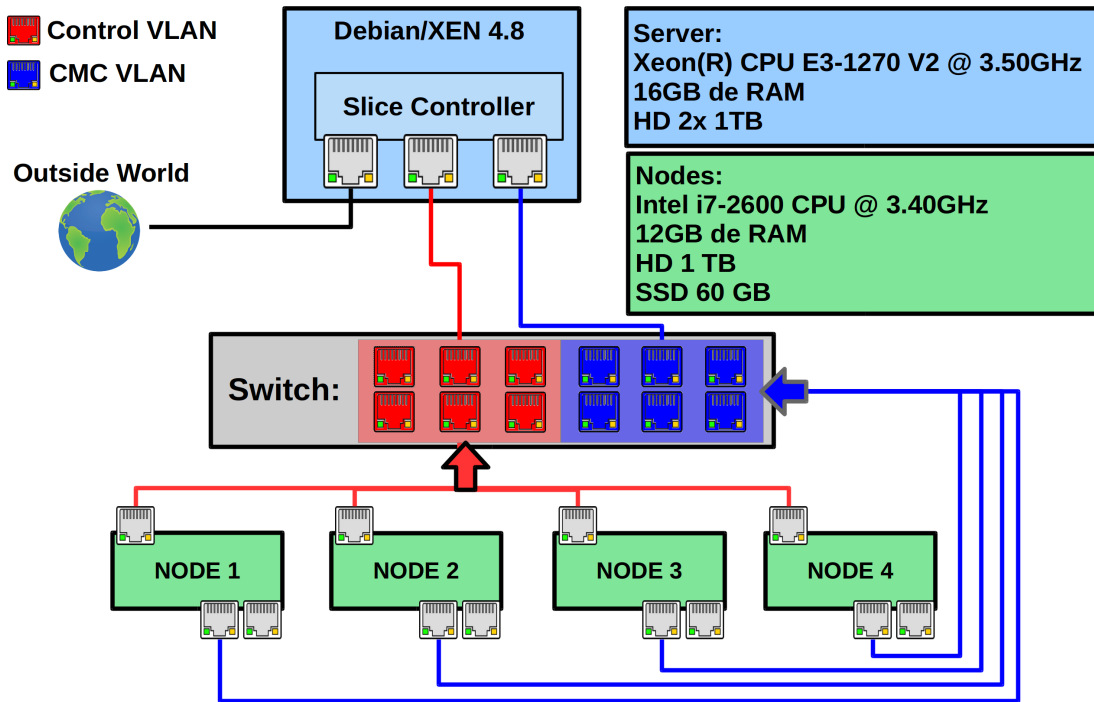 Control VLAN
CMC VLAN
Debian/XEN 4.8
Slice Controller
Server:
Xeon(R) CPU E3-1270 V2 @ 3.50GHz
16GB de RAM
HD 2x 1TB
Outside World
Nodes:
Intel i7-2600 CPU @ 3.40GHz
12GB de RAM
HD 1 TB
SSD 60 GB
Switch:
NODE 1
NODE 2
NODE 3
NODE 4